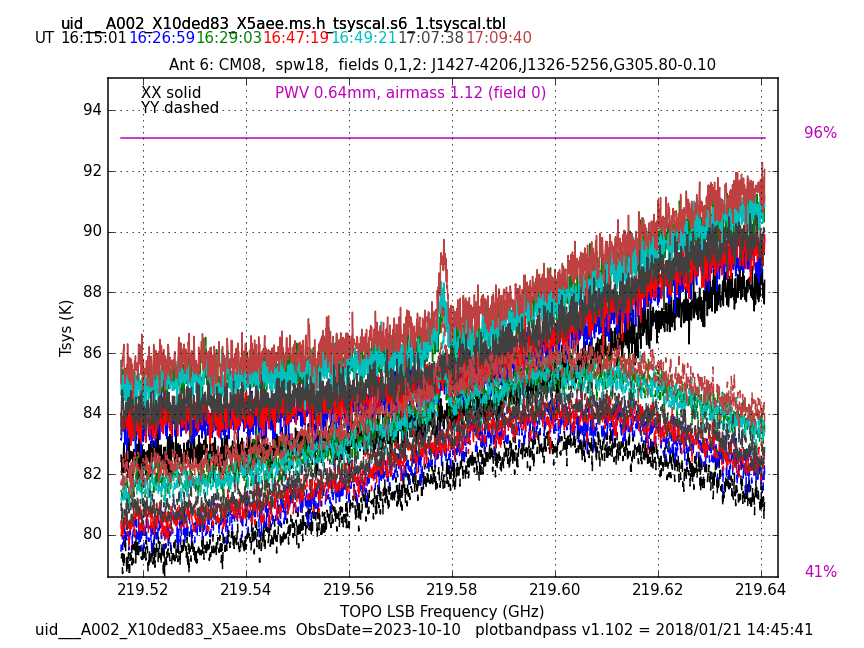 uid___A002_X10ded83_X5aee.ms.h_tsyscal.s6_1.tsyscal.tbl
UT 16:15:01 16:26:59 16:29:03 16:47:19 16:49:21 17:07:38 17:09:40
Ant 6: CM08,  spw18,  fields 0,1,2: J1427-4206,J1326-5256,G305.80-0.10
XX solid PWV 0.64mm, airmass 1.12 (field 0)
YY dashed
94
96%
92
90
88
86
84
82
80
Tsys (K)
41%
219.52 219.54 219.56 219.58 219.60 219.62 219.64
TOPO LSB Frequency (GHz)
uid___A002_X10ded83_X5aee.ms  ObsDate=2023-10-10   plotbandpass v1.102 = 2018/01/21 14:45:41